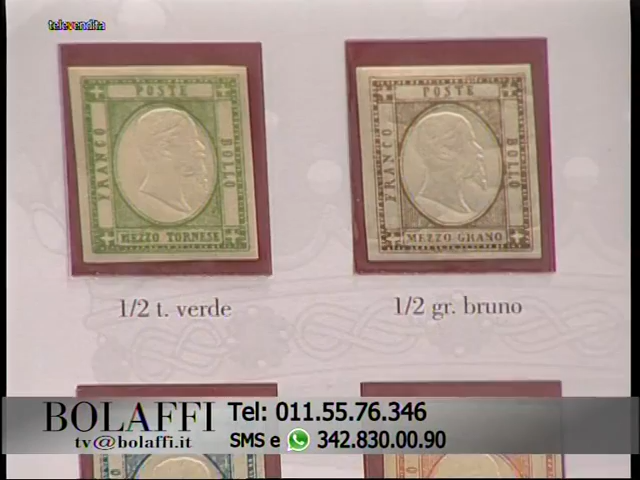 televendita
POSTE
FRANCO
BOLLO
MEZZO TORNESE
POSTE
FRANCO
BOLLO
MEZZO GRANO
1/2 t. verde
1/2 gr. bruno
BOLAFFI
tv@bolaffi.it
Tel: 011.55.76.346
SMS e 342.830.00.90